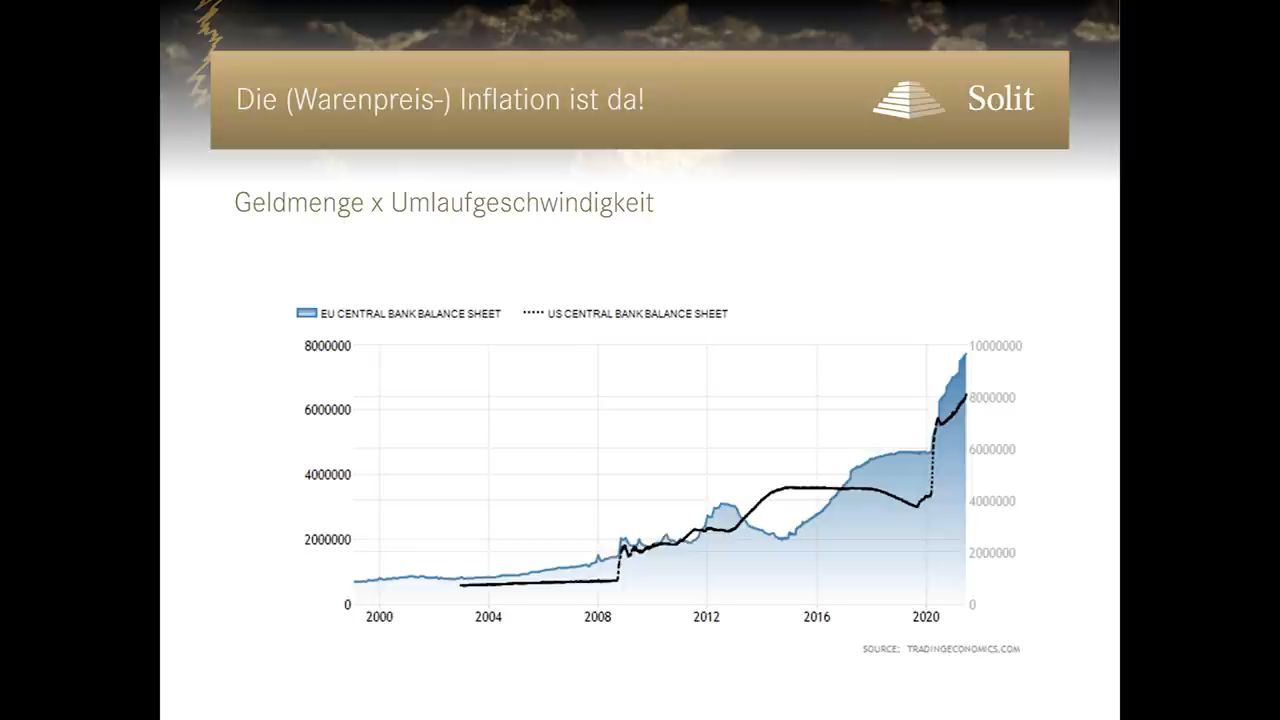 Die (Warenpreis-) Inflation ist da!
Solit
Geldmenge x Umlaufgeschwindigkeit
EU CENTRAL BANK BALANCE SHEET
US CENTRAL BANK BALANCE SHEET
8000000
6000000
4000000
2000000
0
10000000
8000000
6000000
4000000
2000000
0
2000 2004 2008 2012 2016 2020
SOURCE: TRADINGECONOMICS.COM